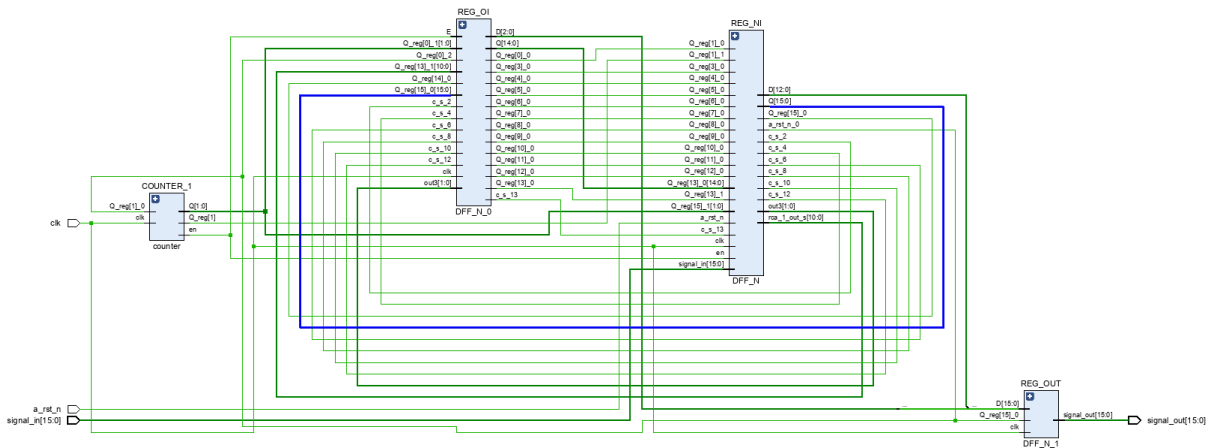 REG_OI
E
Q_reg[0]_1[1:0]
Q_reg[0]_2
Q_reg[13]_1[10:0]
Q_reg[14]_0
Q_reg[15]_0[15:0]
c_s_2
c_s_4
c_s_6
c_s_8
c_s_10
c_s_12
clk
out3[1:0]
D[2:0]
Q[14:0]
Q_reg[0]_0
Q_reg[3]_0
Q_reg[4]_0
Q_reg[5]_0
Q_reg[6]_0
Q_reg[7]_0
Q_reg[8]_0
Q_reg[9]_0
Q_reg[10]_0
Q_reg[11]_0
Q_reg[12]_0
Q_reg[13]_0
c_s_13
DFF_N_0
REG_NI
Q_reg[1]_0
Q_reg[1]_1
Q_reg[3]_0
Q_reg[4]_0
Q_reg[5]_0
Q_reg[6]_0
Q_reg[7]_0
Q_reg[8]_0
Q_reg[9]_0
Q_reg[10]_0
Q_reg[11]_0
Q_reg[12]_0
Q_reg[13]_0[14:0]
Q_reg[13]_1
Q_reg[15]_1[1:0]
a_rst_n
c_s_13
clk
en
signal_in[15:0]
D[12:0]
Q[15:0]
Q_reg[15]_0
a_rst_n_0
c_s_2
c_s_4
c_s_6
c_s_8
c_s_10
c_s_12
out3[1:0]
rca_1_out_s[10:0]
DFF_N
COUNTER_1
Q_reg[1]_0
clk
Q[1:0]
Q_reg[1]
en
counter
clk
a_rst_n
signal_in[15:0]
REG_OUT
D[15:0]
Q_reg[15]_0
clk
signal_out[15:0]
DFF_N_1
signal_out[15:0]